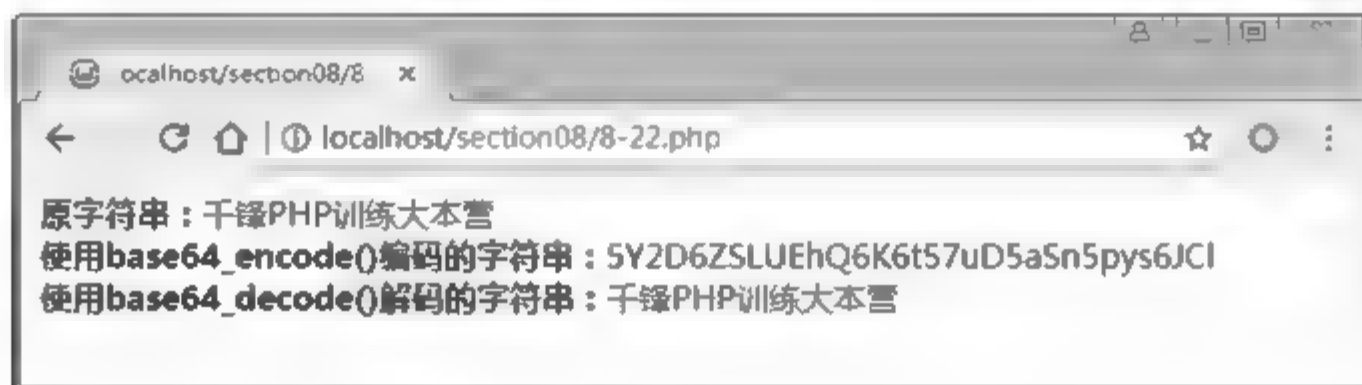 ocalhost/section08/8
localhost/section08/8-22.php
原字符串：千锋PHP训练大本营
使用base64_encode()编码的字符串：5Y2D6ZSLUEhQ6K6t57uD5aSn5pys6JCl
使用base64_decode()解码的字符串：千锋PHP训练大本营